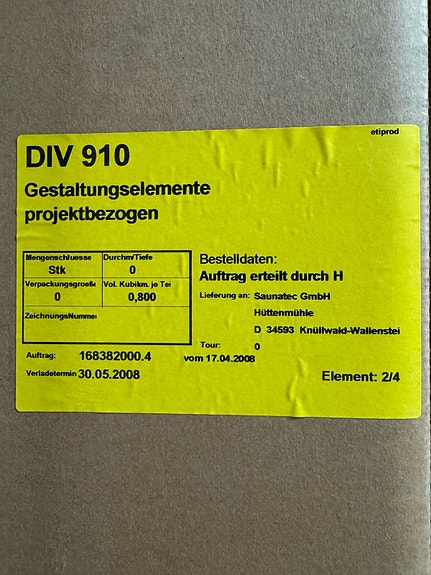 etiprod
DIV 910
Gestaltungselemente
projektbezogen
Mengenschluesse Durchm/Tiefe
Stk 0
Verpackungsgroeße Vol. Kubikm. je Tei
0 0,800
ZeichnungsNumme
Bestelldaten:
Auftrag erteilt durch H
Lieferung an: Saunatec GmbH
Hüttenmühle
D 34593 Knüllwald-Wallenstei
Tour: 0
Auftrag: 168382000.4 vom 17.04.2008
Verladetermin 30.05.2008
Element: 2/4